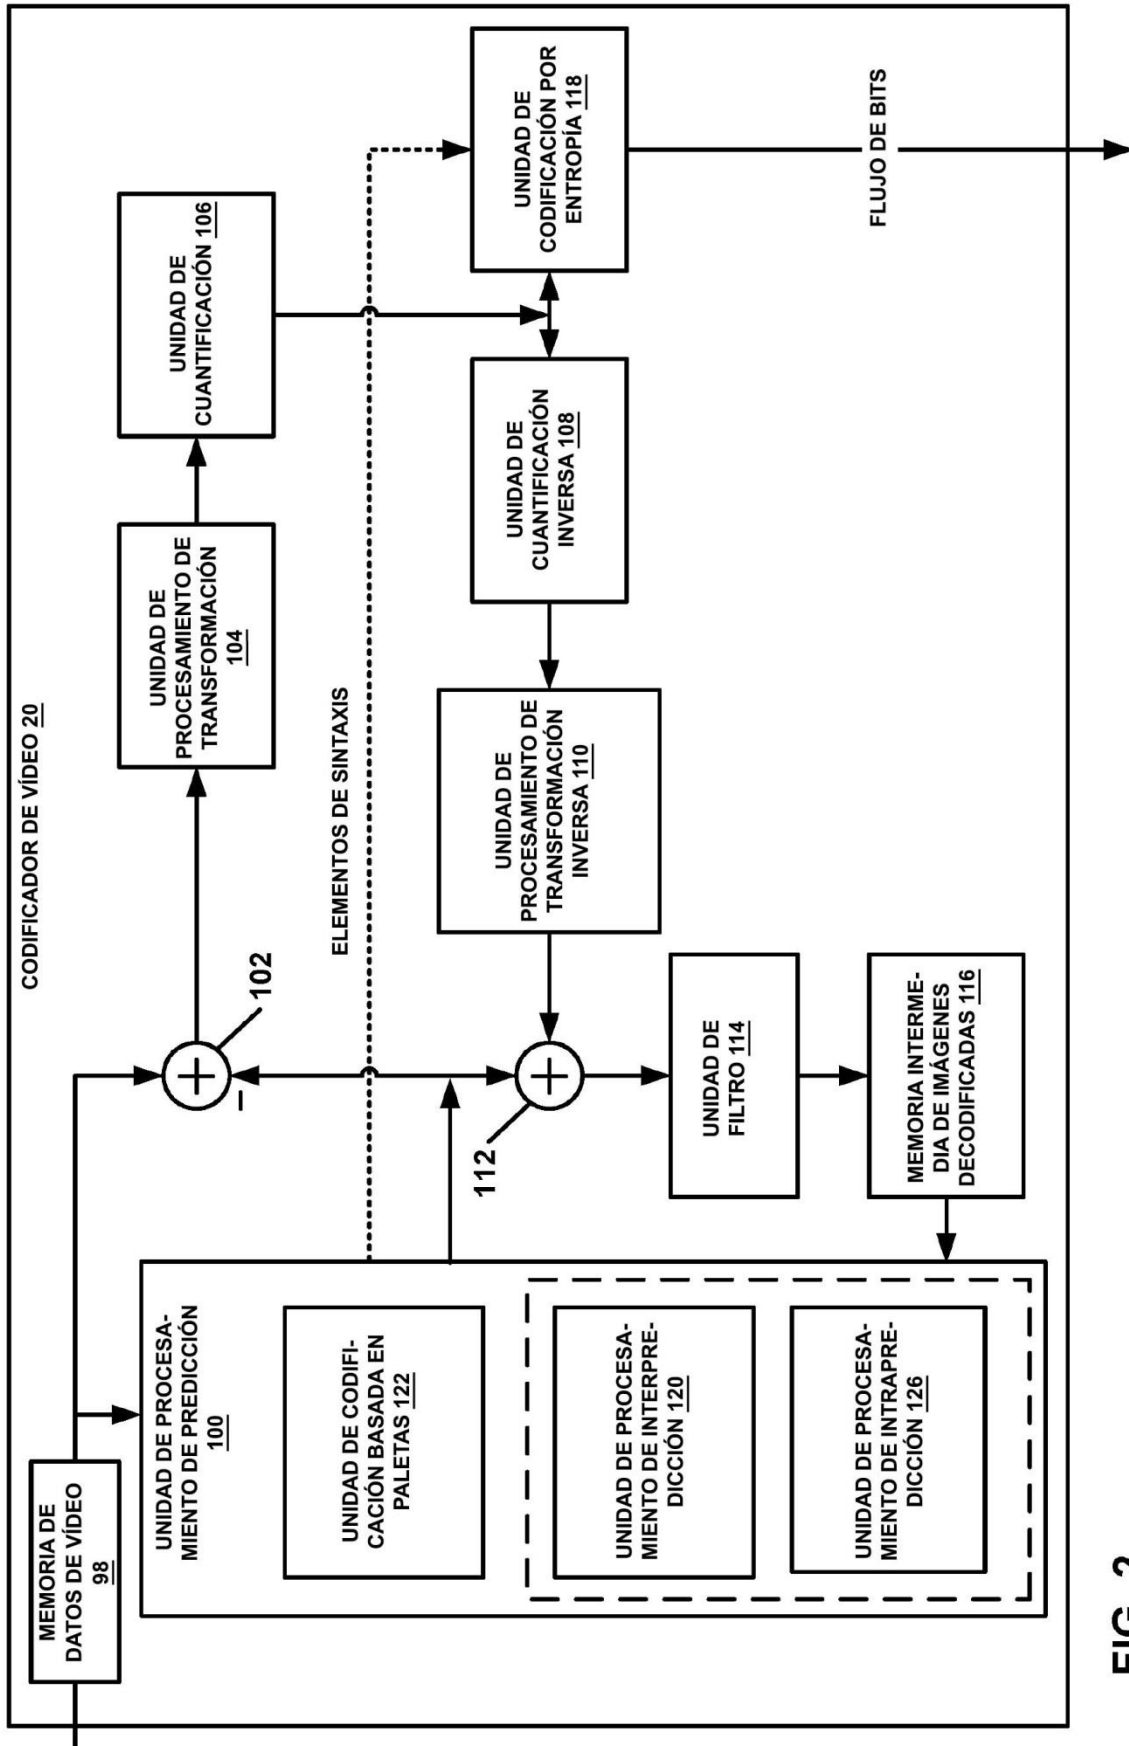 CODIFICADOR DE VÍDEO 20
MEMORIA DE
DATOS DE VÍDEO
98
UNIDAD DE PROCESA-
MIENTO DE PREDICCIÓN
100
UNIDAD DE CODIFI-
CACIÓN BASADA EN
PALETAS 122
UNIDAD DE PROCESA-
MIENTO DE INTERPRE-
DICCIÓN 120
UNIDAD DE PROCESA-
MIENTO DE INTRAPRE-
DICCIÓN 126
102
+
−
UNIDAD DE
PROCESAMIENTO DE
TRANSFORMACIÓN
104
UNIDAD DE
CUANTIFICACIÓN 106
ELEMENTOS DE SINTAXIS
112
+
UNIDAD DE
PROCESAMIENTO DE
TRANSFORMACIÓN
INVERSA 110
UNIDAD DE
CUANTIFICACIÓN
INVERSA 108
UNIDAD DE
CODIFICACIÓN POR
ENTROPÍA 118
UNIDAD DE
FILTRO 114
MEMORIA INTERME-
DIA DE IMÁGENES
DECODIFICADAS 116
FLUJO DE BITS
FIG. 2